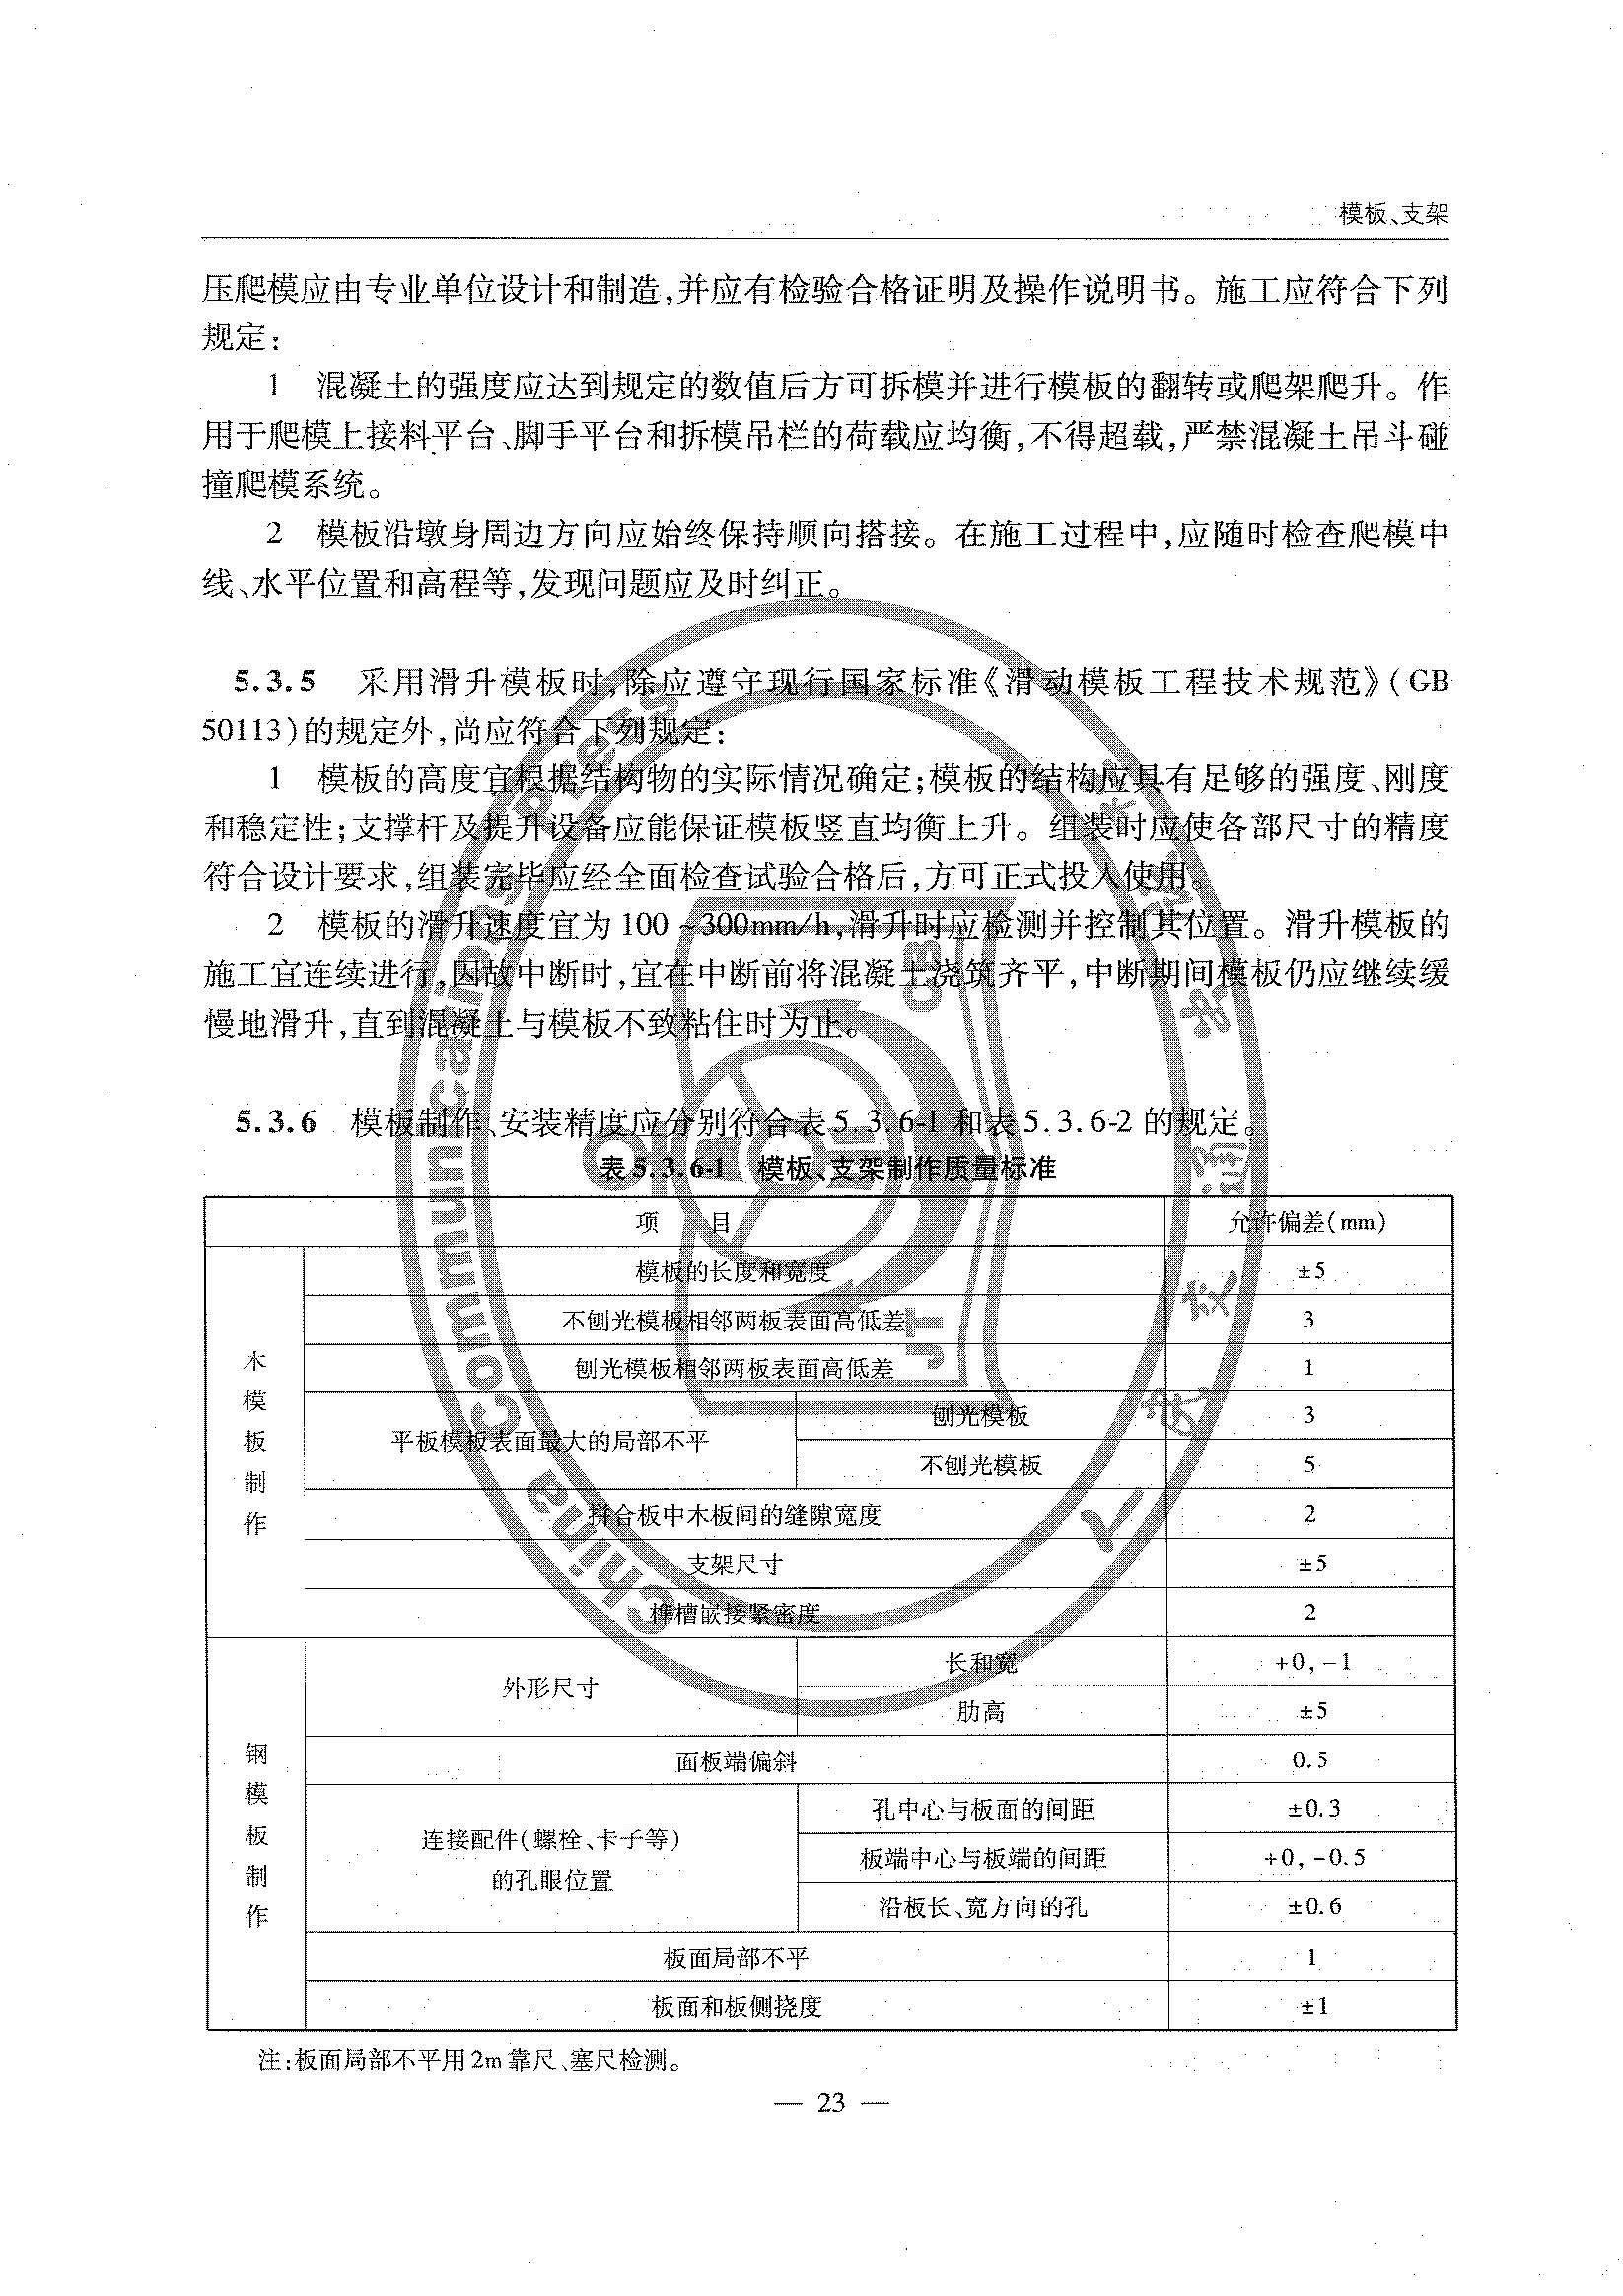 模板、支架
压爬模应由专业单位设计和制造,并应有检验合格证明及操作说明书。施工应符合下列
规定:
1 混凝土的强度应达到规定的数值后方可拆模并进行模板的翻转或爬架爬升。作
用于爬模上接料平台、脚手平台和拆模吊栏的荷载应均衡,不得超载,严禁混凝土吊斗碰
撞爬模系统。
2 模板沿墩身周边方向应始终保持顺向搭接。在施工过程中,应随时检查爬模中
线、水平位置和高程等,发现问题应及时纠正。
5.3.5 采用滑升模板时,除应遵守现行国家标准《滑动模板工程技术规范》(GB
50113)的规定外,尚应符合下列规定:
1 模板的高度宜根据结构物的实际情况确定;模板的结构应具有足够的强度、刚度
和稳定性;支撑杆及提升设备应能保证模板竖直均衡上升。组装时应使各部尺寸的精度
符合设计要求,组装完毕应经全面检查试验合格后,方可正式投入使用。
2 模板的滑升速度宜为100~300mm/h,滑升时应检测并控制其位置。滑升模板的
施工宜连续进行,因故中断时,宜在中断前将混凝土浇筑齐平,中断期间模板仍应继续缓
慢地滑升,直到混凝土与模板不致粘住时为止。
5.3.6 模板制作、安装精度应分别符合表5.3.6-1和表5.3.6-2的规定。
表5.3.6-1 模板、支架制作质量标准
项 目 允许偏差(mm)
木模板制作
模板的长度和宽度 ±5
不刨光模板相邻两板表面高低差 3
刨光模板相邻两板表面高低差 1
平板模板表面最大的局部不平 刨光模板 3
不刨光模板 5
拼合板中木板间的缝隙宽度 2
支架尺寸 ±5
榫槽嵌接紧密度 2
钢模板制作
外形尺寸 长和宽 +0,-1
肋高 ±5
面板端偏斜 0.5
连接配件(螺栓、卡子等)
的孔眼位置
孔中心与板面的间距 ±0.3
板端中心与板端的间距 +0,-0.5
沿板长、宽方向的孔 ±0.6
板面局部不平 1
板面和板侧挠度 ±1
注:板面局部不平用2m靠尺、塞尺检测。
— 23 —
China Communications Press
人民交通出版社
JT GB